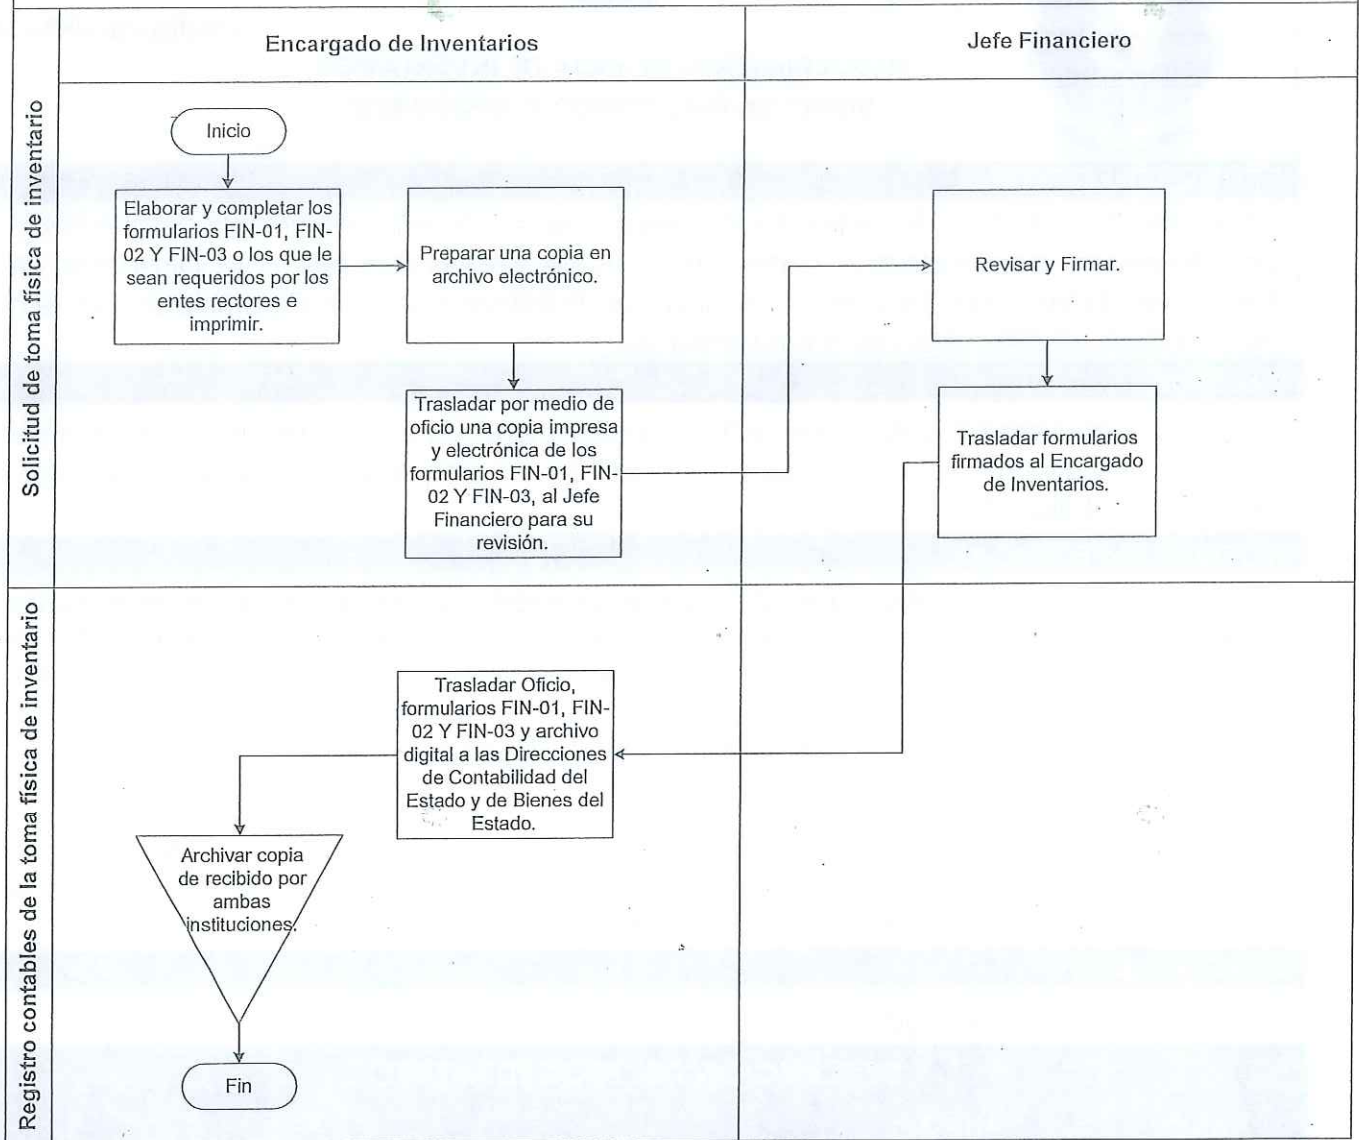 Encargado de Inventarios
Jefe Financiero
Solicitud de toma física de inventario
Inicio
Elaborar y completar los
formularios FIN-01, FIN-
02 Y FIN-03 o los que le
sean requeridos por los
entes rectores e
imprimir.
Preparar una copia en
archivo electrónico.
Trasladar por medio de
oficio una copia impresa
y electrónica de los
formularios FIN-01, FIN-
02 Y FIN-03, al Jefe
Financiero para su
revisión.
Revisar y Firmar.
Trasladar formularios
firmados al Encargado
de Inventarios.
Registro contables de la toma física de inventario
Trasladar Oficio,
formularios FIN-01, FIN-
02 Y FIN-03 y archivo
digital a las Direcciones
de Contabilidad del
Estado y de Bienes del
Estado.
Archivar copia
de recibido por
ambas
instituciones.
Fin